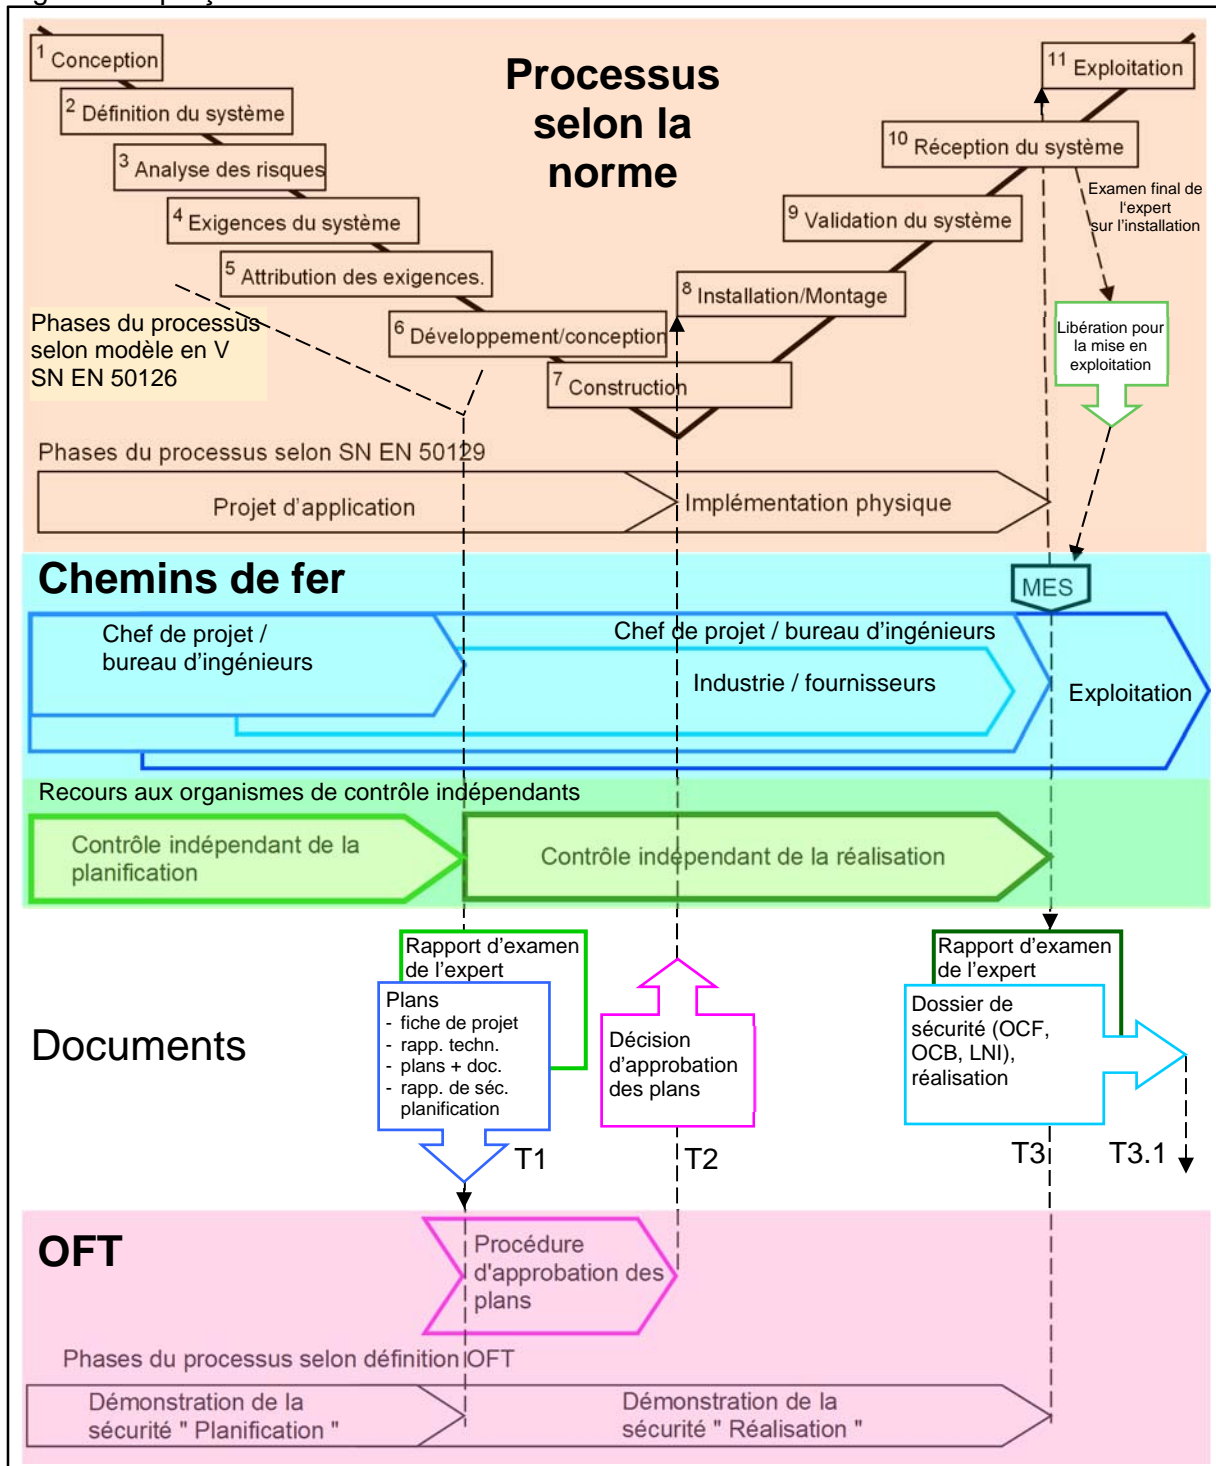 1 Conception
2 Définition du système
3 Analyse des risques
4 Exigences du système
5 Attribution des exigences.
6 Développement/conception
7 Construction
8 Installation/Montage
9 Validation du système
10 Réception du système
11 Exploitation
Processus
selon la
norme
Examen final de
l'expert
sur l'installation
Libération pour
la mise en
exploitation
Phases du processus
selon modèle en V
SN EN 50126
Phases du processus selon SN EN 50129
Projet d'application
Implémentation physique
Chemins de fer
MES
Chef de projet /
bureau d'ingénieurs
Chef de projet / bureau d'ingénieurs
Industrie / fournisseurs
Exploitation
Recours aux organismes de contrôle indépendants
Contrôle indépendant de la
planification
Contrôle indépendant de la réalisation
Documents
Rapport d'examen
de l'expert
Plans
- fiche de projet
- rapp. techn.
- plans + doc.
- rapp. de séc.
planification
T1
Décision
d'approbation
des plans
T2
Rapport d'examen
de l'expert
Dossier de
sécurité (OCF,
OCB, LNI),
réalisation
T3
T3.1
OFT
Procédure
d'approbation des
plans
Phases du processus selon définition OFT
Démonstration de la
sécurité " Planification "
Démonstration de la
sécurité " Réalisation "